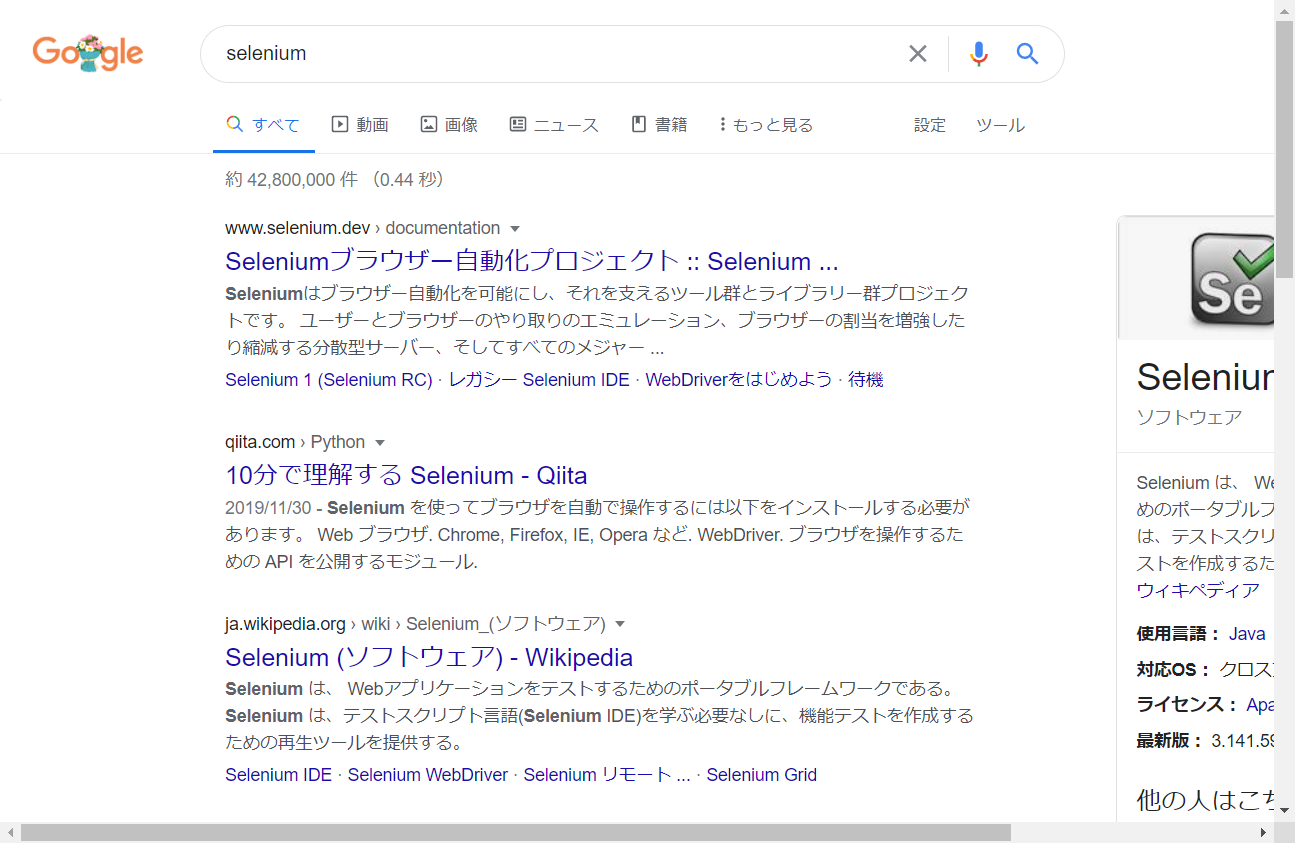 Google
selenium
すべて 動画 画像 ニュース 書籍 もっと見る 設定 ツール
約 42,800,000 件 （0.44 秒）
www.selenium.dev › documentation
Seleniumブラウザー自動化プロジェクト :: Selenium ...
Seleniumはブラウザー自動化を可能にし、それを支えるツール群とライブラリー群プロジェク
トです。 ユーザーとブラウザーのやり取りのエミュレーション、ブラウザーの割当を増強した
り縮減する分散型サーバー、そしてすべてのメジャー ...
Selenium 1 (Selenium RC) · レガシー Selenium IDE · WebDriverをはじめよう · 待機
qiita.com › Python
10分で理解する Selenium - Qiita
2019/11/30 - Selenium を使ってブラウザを自動で操作するには以下をインストールする必要が
あります。 Web ブラウザ. Chrome, Firefox, IE, Opera など. WebDriver. ブラウザを操作するた
めの API を公開するモジュール.
ja.wikipedia.org › wiki › Selenium_(ソフトウェア)
Selenium (ソフトウェア) - Wikipedia
Selenium は、 Webアプリケーションをテストするためのポータブルフレームワークである。
Selenium は、テストスクリプト言語(Selenium IDE)を学ぶ必要なしに、機能テストを作成する
ための再生ツールを提供する。
Selenium IDE · Selenium WebDriver · Selenium リモート ... · Selenium Grid
Se
ソフトウェア
Selenium は、 We
めのポータブルフ
は、テストスクリ
ストを作成するた
ウィキペディア
使用言語： Java
対応OS： クロス
ライセンス： Apa
最新版： 3.141.59
他の人はこち